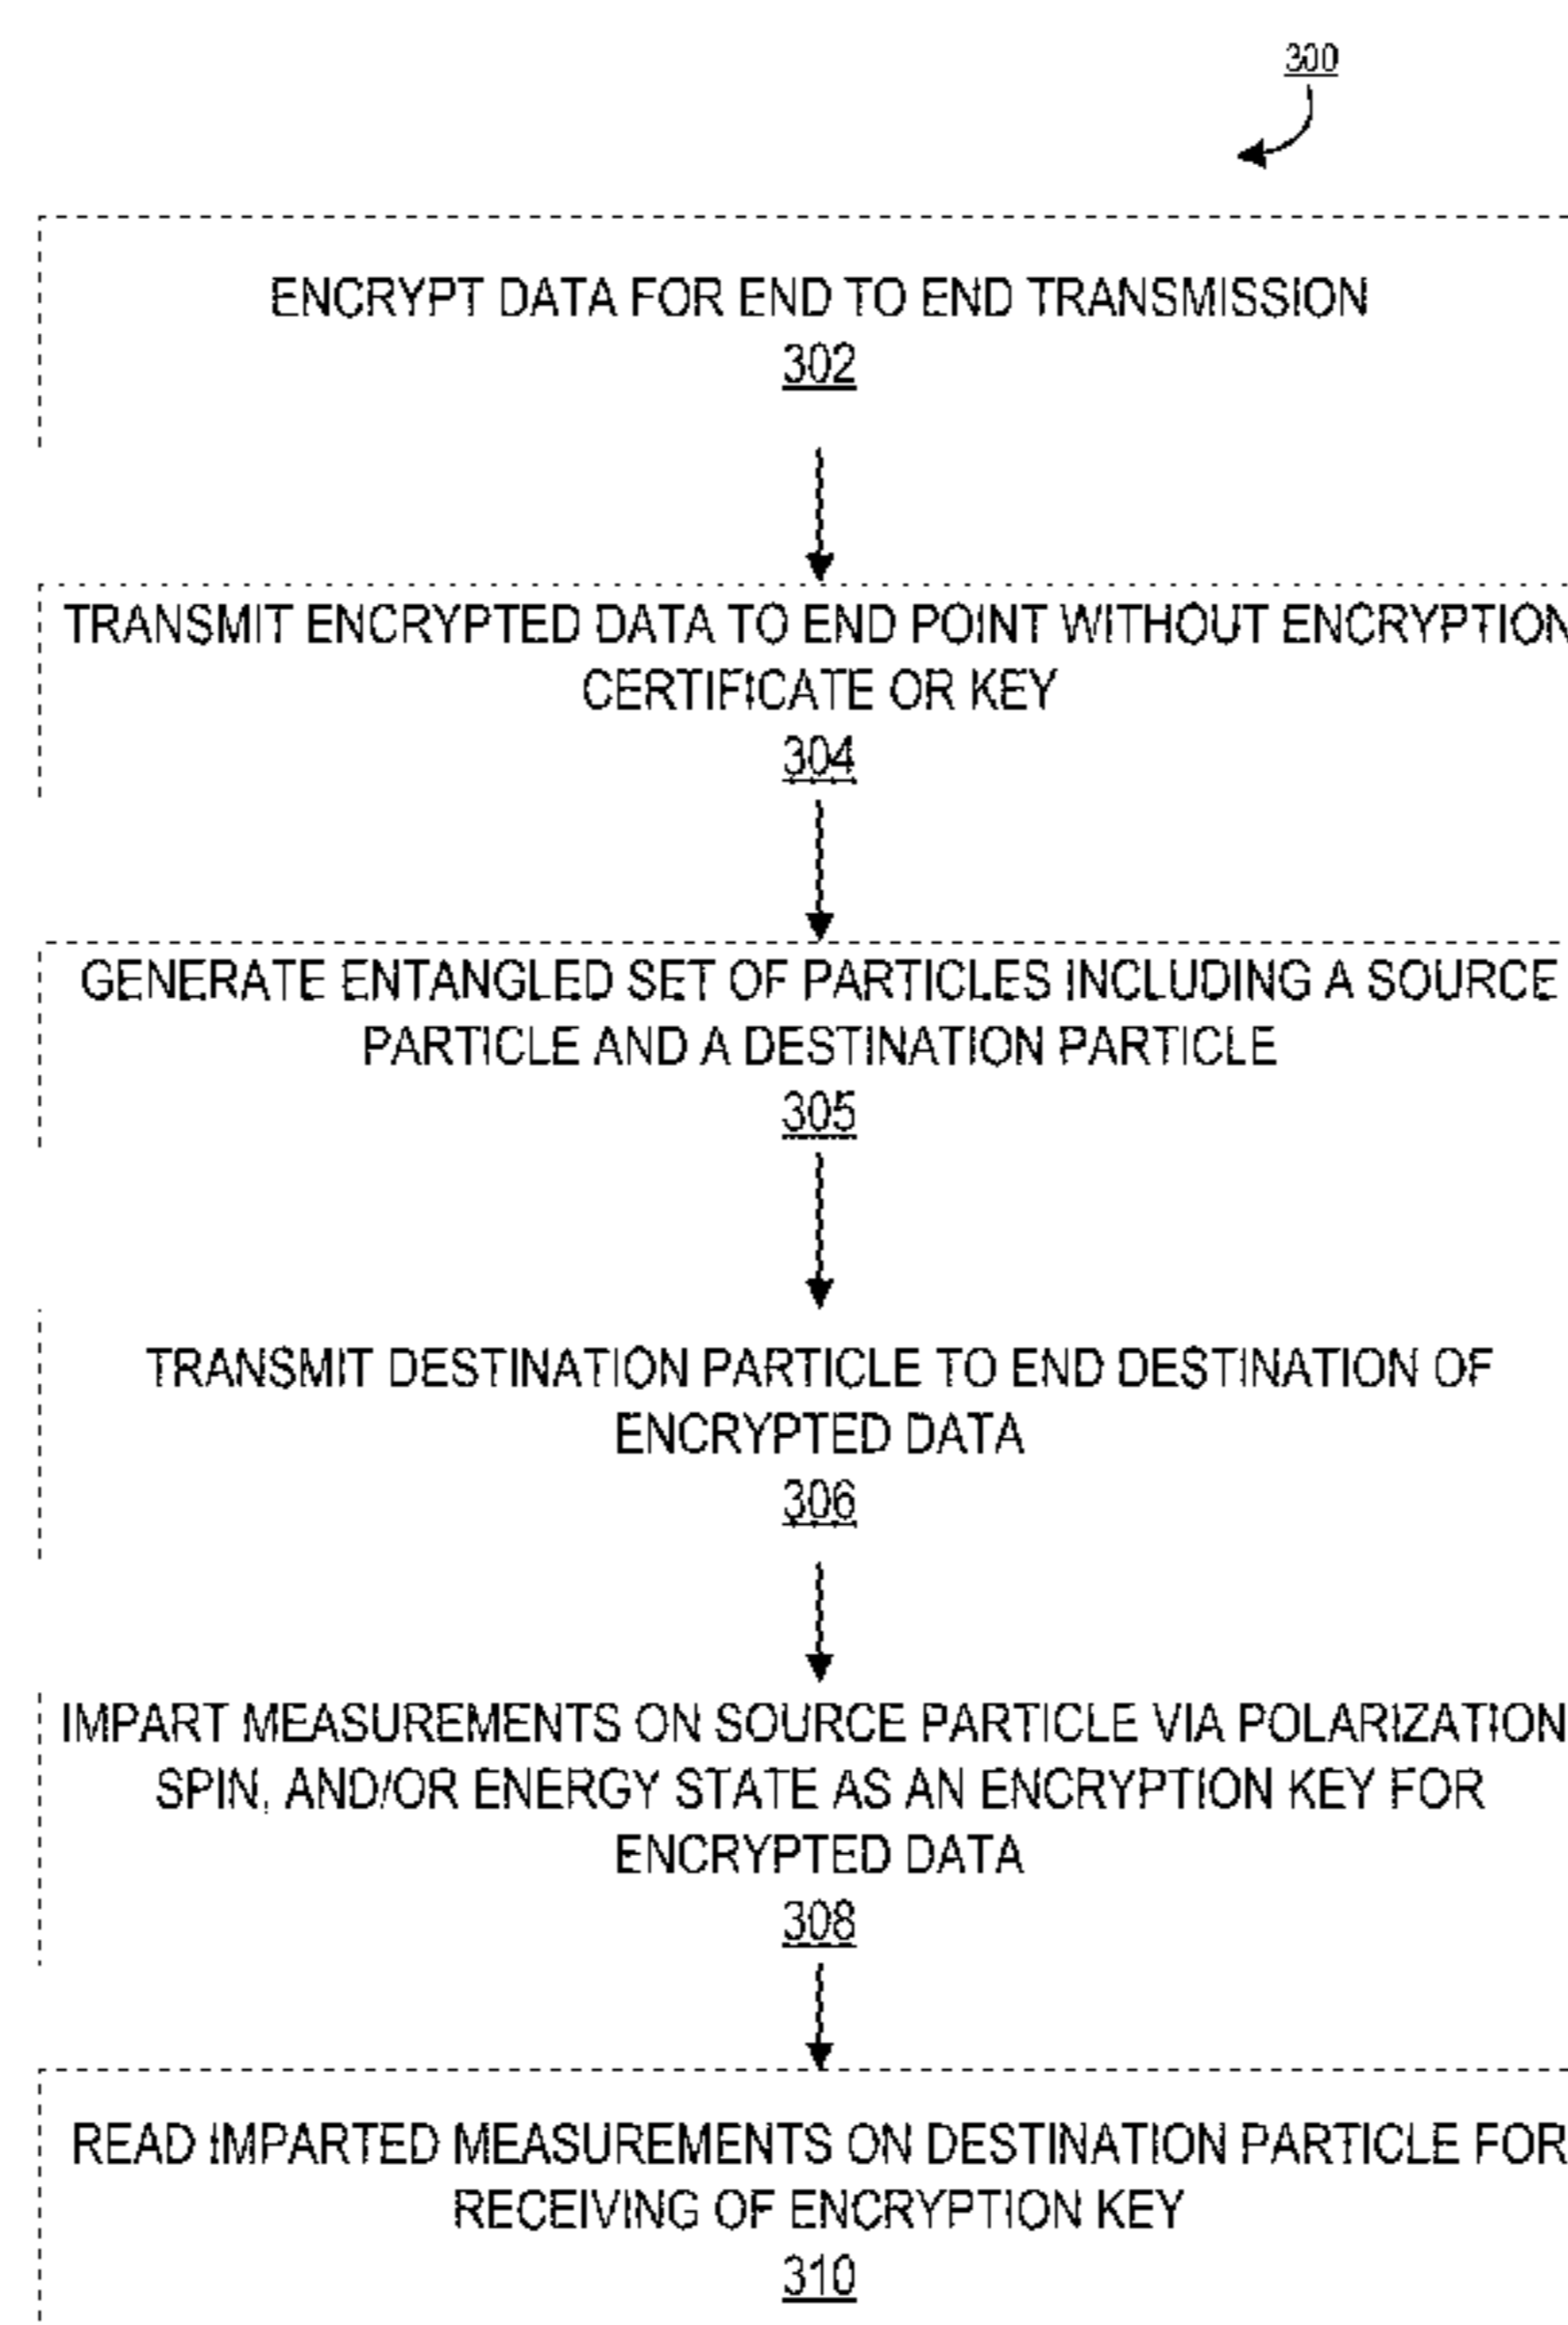 300
ENCRYPT DATA FOR END TO END TRANSMISSION
302
TRANSMIT ENCRYPTED DATA TO END POINT WITHOUT ENCRYPTION
CERTIFICATE OR KEY
304
GENERATE ENTANGLED SET OF PARTICLES INCLUDING A SOURCE
PARTICLE AND A DESTINATION PARTICLE
305
TRANSMIT DESTINATION PARTICLE TO END DESTINATION OF
ENCRYPTED DATA
306
IMPART MEASUREMENTS ON SOURCE PARTICLE VIA POLARIZATION
SPIN, AND/OR ENERGY STATE AS AN ENCRYPTION KEY FOR
ENCRYPTED DATA
308
READ IMPARTED MEASUREMENTS ON DESTINATION PARTICLE FOR
RECEIVING OF ENCRYPTION KEY
310